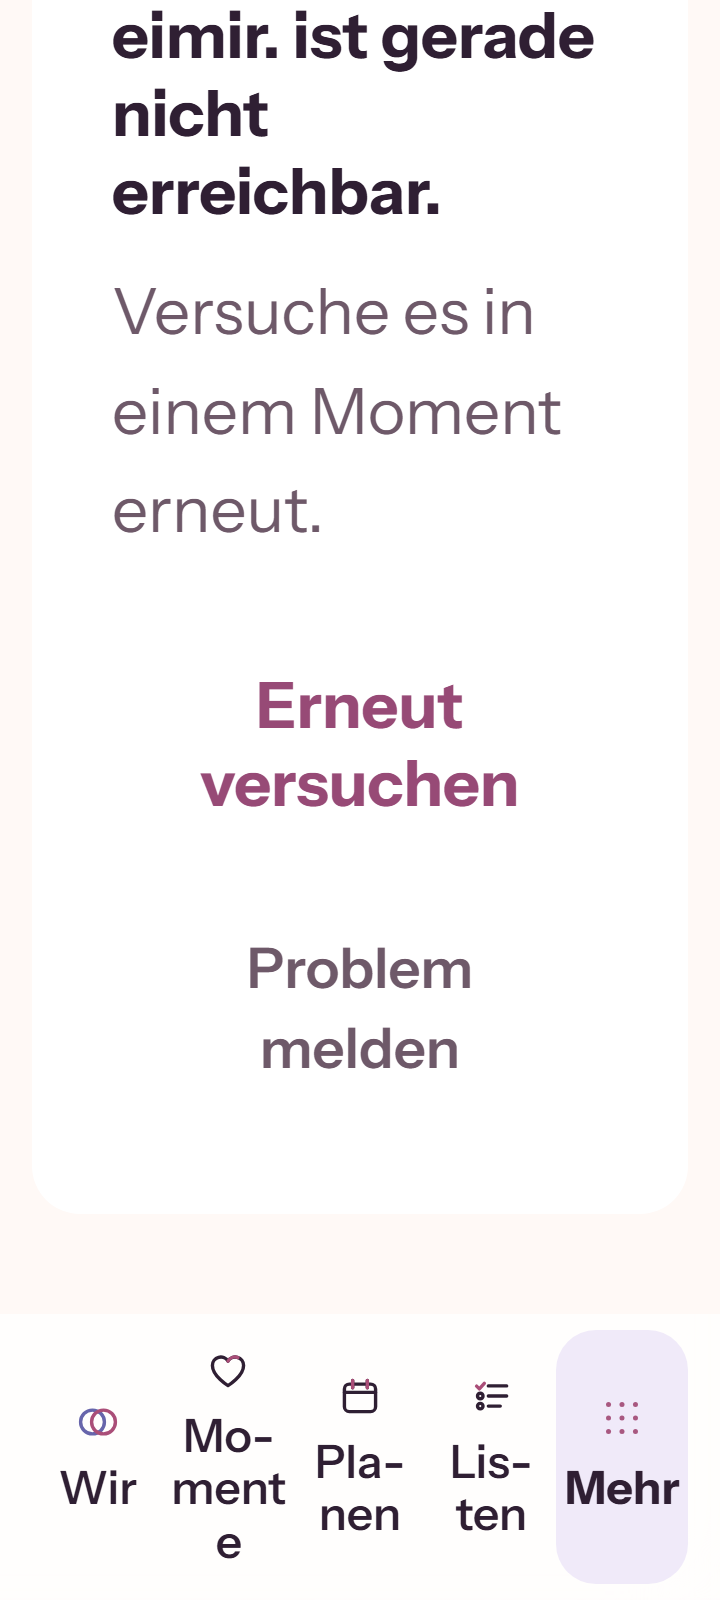 eimir. ist gerade
nicht
erreichbar.
Versuche es in
einem Moment
erneut.
Erneut
versuchen
Problem
melden
Wir
Mo-
ment
e
Pla-
nen
Lis-
ten
Mehr